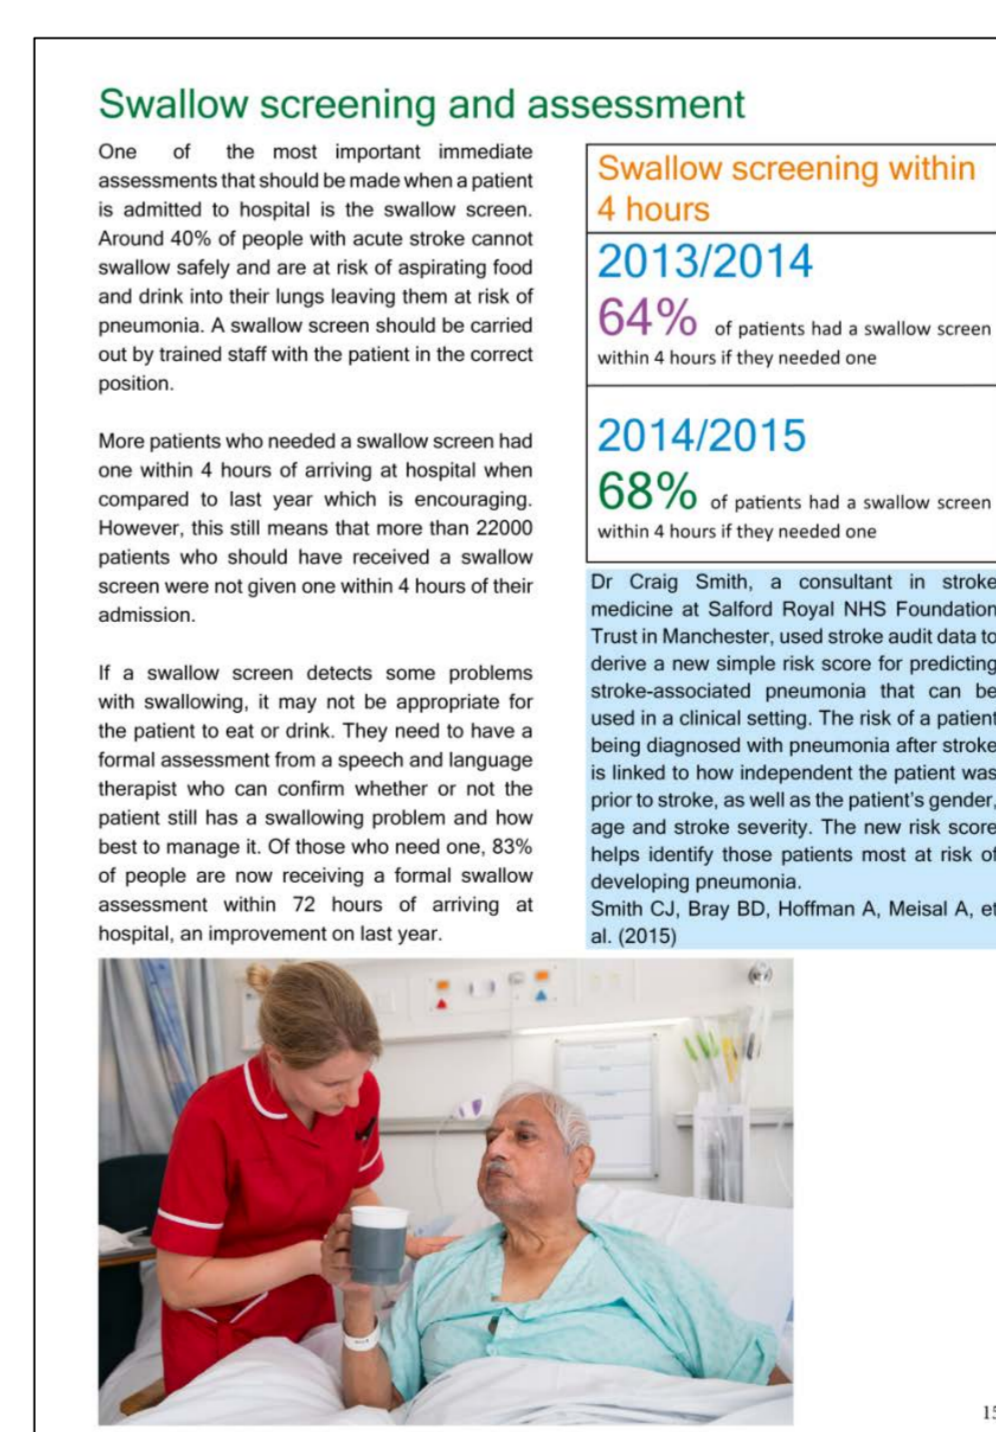 Swallow screening and assessment
One of the most important immediate
assessments that should be made when a patient
is admitted to hospital is the swallow screen.
Around 40% of people with acute stroke cannot
swallow safely and are at risk of aspirating food
and drink into their lungs leaving them at risk of
pneumonia. A swallow screen should be carried
out by trained staff with the patient in the correct
position.
More patients who needed a swallow screen had
one within 4 hours of arriving at hospital when
compared to last year which is encouraging.
However, this still means that more than 22000
patients who should have received a swallow
screen were not given one within 4 hours of their
admission.
If a swallow screen detects some problems
with swallowing, it may not be appropriate for
the patient to eat or drink. They need to have a
formal assessment from a speech and language
therapist who can confirm whether or not the
patient still has a swallowing problem and how
best to manage it. Of those who need one, 83%
of people are now receiving a formal swallow
assessment within 72 hours of arriving at
hospital, an improvement on last year.
Swallow screening within
4 hours
2013/2014
64% of patients had a swallow screen
within 4 hours if they needed one
2014/2015
68% of patients had a swallow screen
within 4 hours if they needed one
Dr Craig Smith, a consultant in stroke
medicine at Salford Royal NHS Foundation
Trust in Manchester, used stroke audit data to
derive a new simple risk score for predicting
stroke-associated pneumonia that can be
used in a clinical setting. The risk of a patient
being diagnosed with pneumonia after stroke
is linked to how independent the patient was
prior to stroke, as well as the patient's gender,
age and stroke severity. The new risk score
helps identify those patients most at risk of
developing pneumonia.
Smith CJ, Bray BD, Hoffman A, Meisal A, et
al. (2015)
15